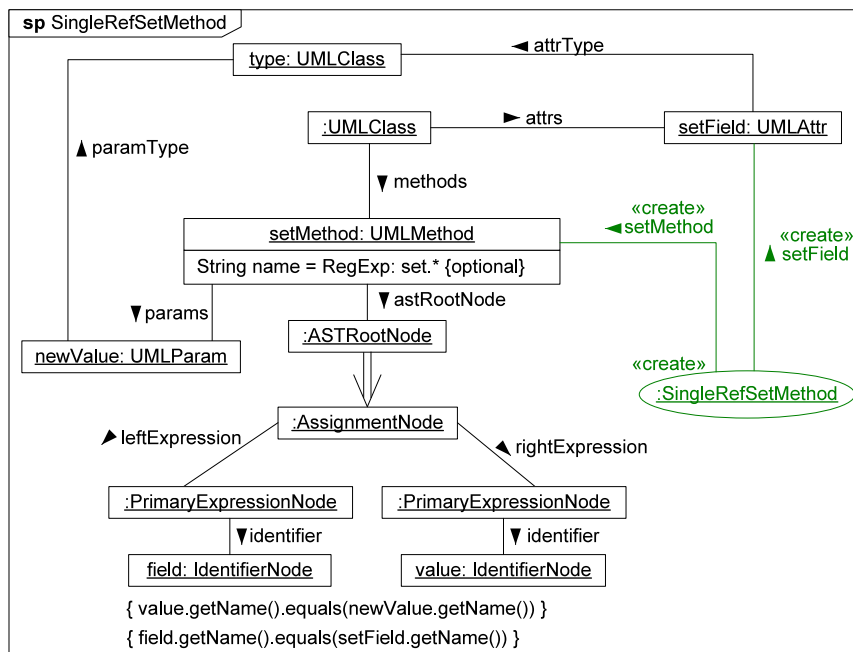 sp SingleRefSetMethod
attrType
type: UMLClass
:UMLClass
attrs
setField: UMLAttr
paramType
methods
«create»
setMethod
setMethod: UMLMethod
«create»
setField
String name = RegExp: set.* {optional}
astRootNode
params
:ASTRootNode
newValue: UMLParam
«create»
:SingleRefSetMethod
:AssignmentNode
leftExpression
rightExpression
:PrimaryExpressionNode
:PrimaryExpressionNode
identifier
identifier
field: IdentifierNode
value: IdentifierNode
{ value.getName().equals(newValue.getName()) }
{ field.getName().equals(setField.getName()) }